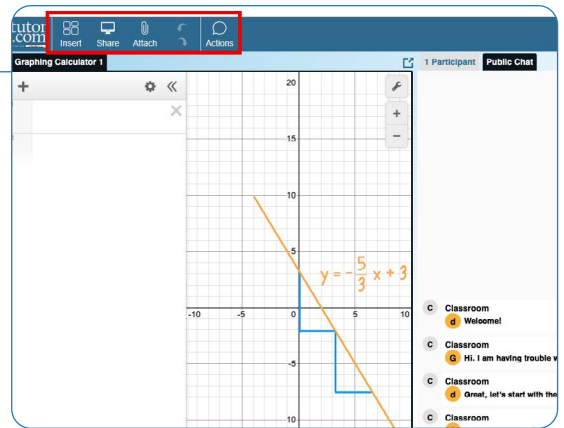 tutor
.com
Insert Share Attach Actions
Graphing Calculator 1
1 Participant Public Chat
20
15
10
5
y = -5/3 x + 3
-10 -5 0 5 10
-5
-10
C Classroom
d Welcome!
C Classroom
G Hi. I am having trouble
C Classroom
d Great, let's start with the
C Classroom